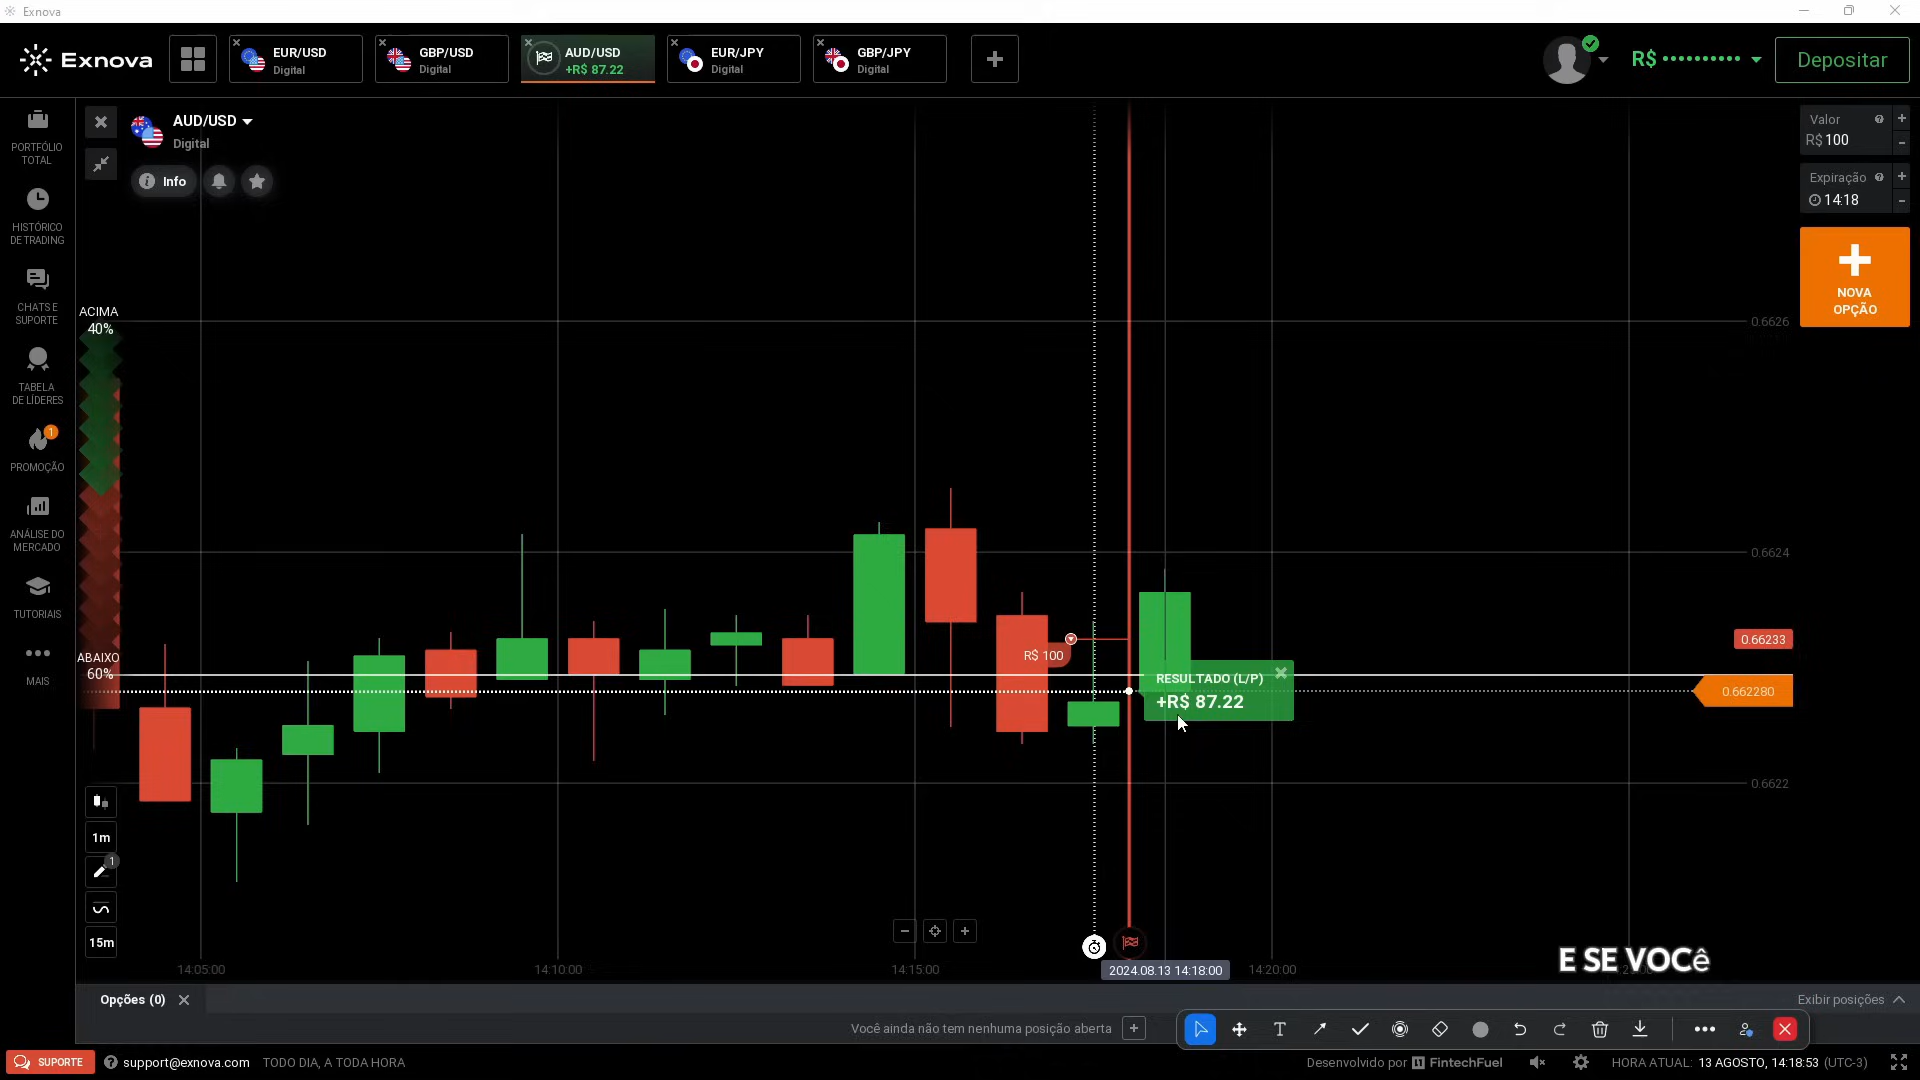 Exnova
Exnova
EUR/USD
Digital
GBP/USD
Digital
AUD/USD
+R$ 87.22
EUR/JPY
Digital
GBP/JPY
Digital
R$ ••••••••••
Depositar
PORTFÓLIO
TOTAL
HISTÓRICO
DE TRADING
CHATS E
SUPORTE
TABELA
DE LÍDERES
1
PROMOÇÃO
ANÁLISE DO
MERCADO
TUTORIAIS
MAIS
AUD/USD
Digital
Info
ACIMA
40%
ABAIXO
60%
1m
1
15m
R$ 100
RESULTADO (L/P)
+R$ 87.22
0.6626
0.6624
0.66233
0.662280
0.6622
14:05:00
14:10:00
14:15:00
2024.08.13 14:18:00
14:20:00
E SE VOCê
Valor
R$ 100
Expiração
14:18
NOVA
OPÇÃO
Opções (0)
Exibir posições
Você ainda não tem nenhuma posição aberta
SUPORTE
support@exnova.com
TODO DIA, A TODA HORA
Desenvolvido por FintechFuel
HORA ATUAL: 13 AGOSTO, 14:18:53 (UTC-3)